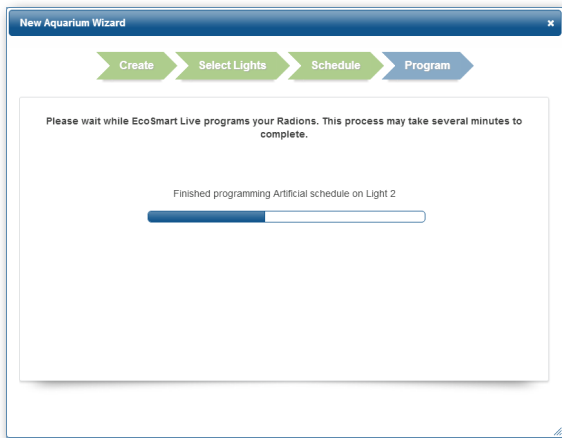 New Aquarium Wizard ×
Create Select Lights Schedule Program
Please wait while EcoSmart Live programs your Radions. This process may take several minutes to
complete.
Finished programming Artificial schedule on Light 2